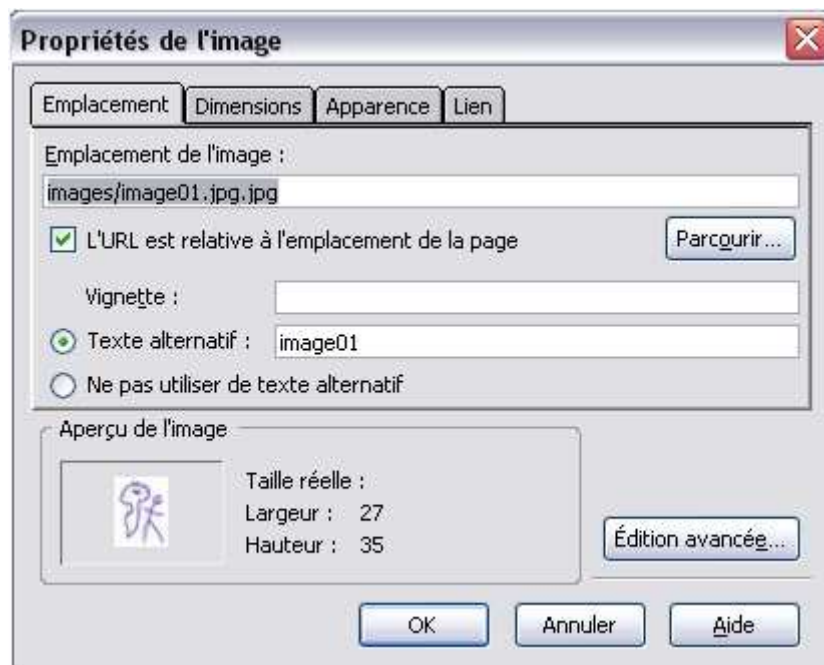 Propriétés de l'image
Emplacement Dimensions Apparence Lien
Emplacement de l'image :
images/image01.jpg.jpg
L'URL est relative à l'emplacement de la page
Parcourir...
Vignette :
Texte alternatif : image01
Ne pas utiliser de texte alternatif
Aperçu de l'image
Taille réelle :
Largeur : 27
Hauteur : 35
Édition avancée...
OK Annuler Aide